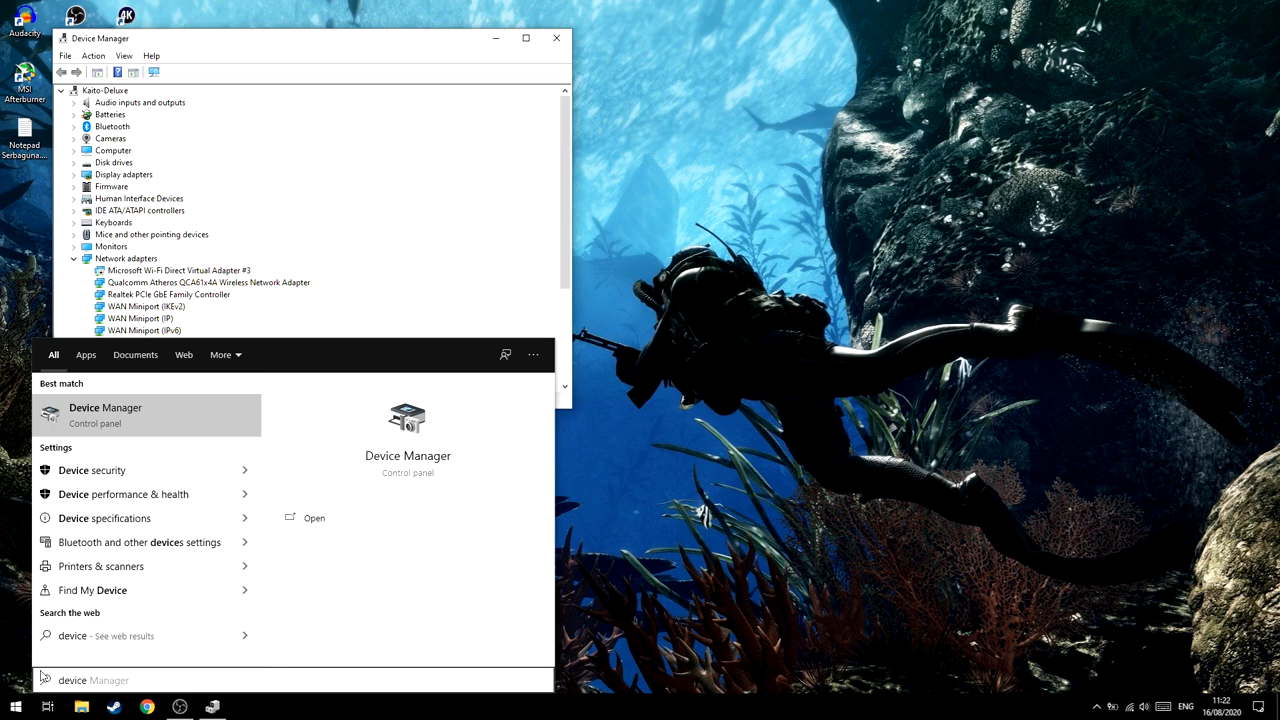 Audacity
4K
MSI
Afterburner
Notepad
Serbaguna....
Device Manager
File Action View Help
Kaito-Deluxe
Audio inputs and outputs
Batteries
Bluetooth
Cameras
Computer
Disk drives
Display adapters
Firmware
Human Interface Devices
IDE ATA/ATAPI controllers
Keyboards
Mice and other pointing devices
Monitors
Network adapters
Microsoft Wi-Fi Direct Virtual Adapter #3
Qualcomm Atheros QCA61x4A Wireless Network Adapter
Realtek PCIe GbE Family Controller
WAN Miniport (IKEv2)
WAN Miniport (IP)
WAN Miniport (IPv6)
All Apps Documents Web More
Best match
Device Manager
Control panel
Settings
Device security
Device performance & health
Device specifications
Bluetooth and other devices settings
Printers & scanners
Find My Device
Search the web
device - See web results
Device Manager
Control panel
Open
device Manager
ENG
11:22
16/08/2020